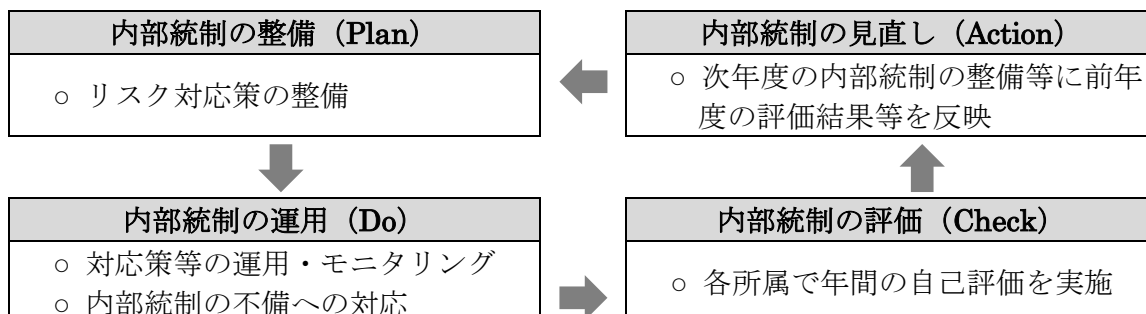 内部統制の整備（Plan）
○ リスク対応策の整備
内部統制の見直し（Action）
○ 次年度の内部統制の整備等に前年
度の評価結果等を反映
内部統制の運用（Do）
○ 対応策等の運用・モニタリング
○ 内部統制の不備への対応
内部統制の評価（Check）
○ 各所属で年間の自己評価を実施